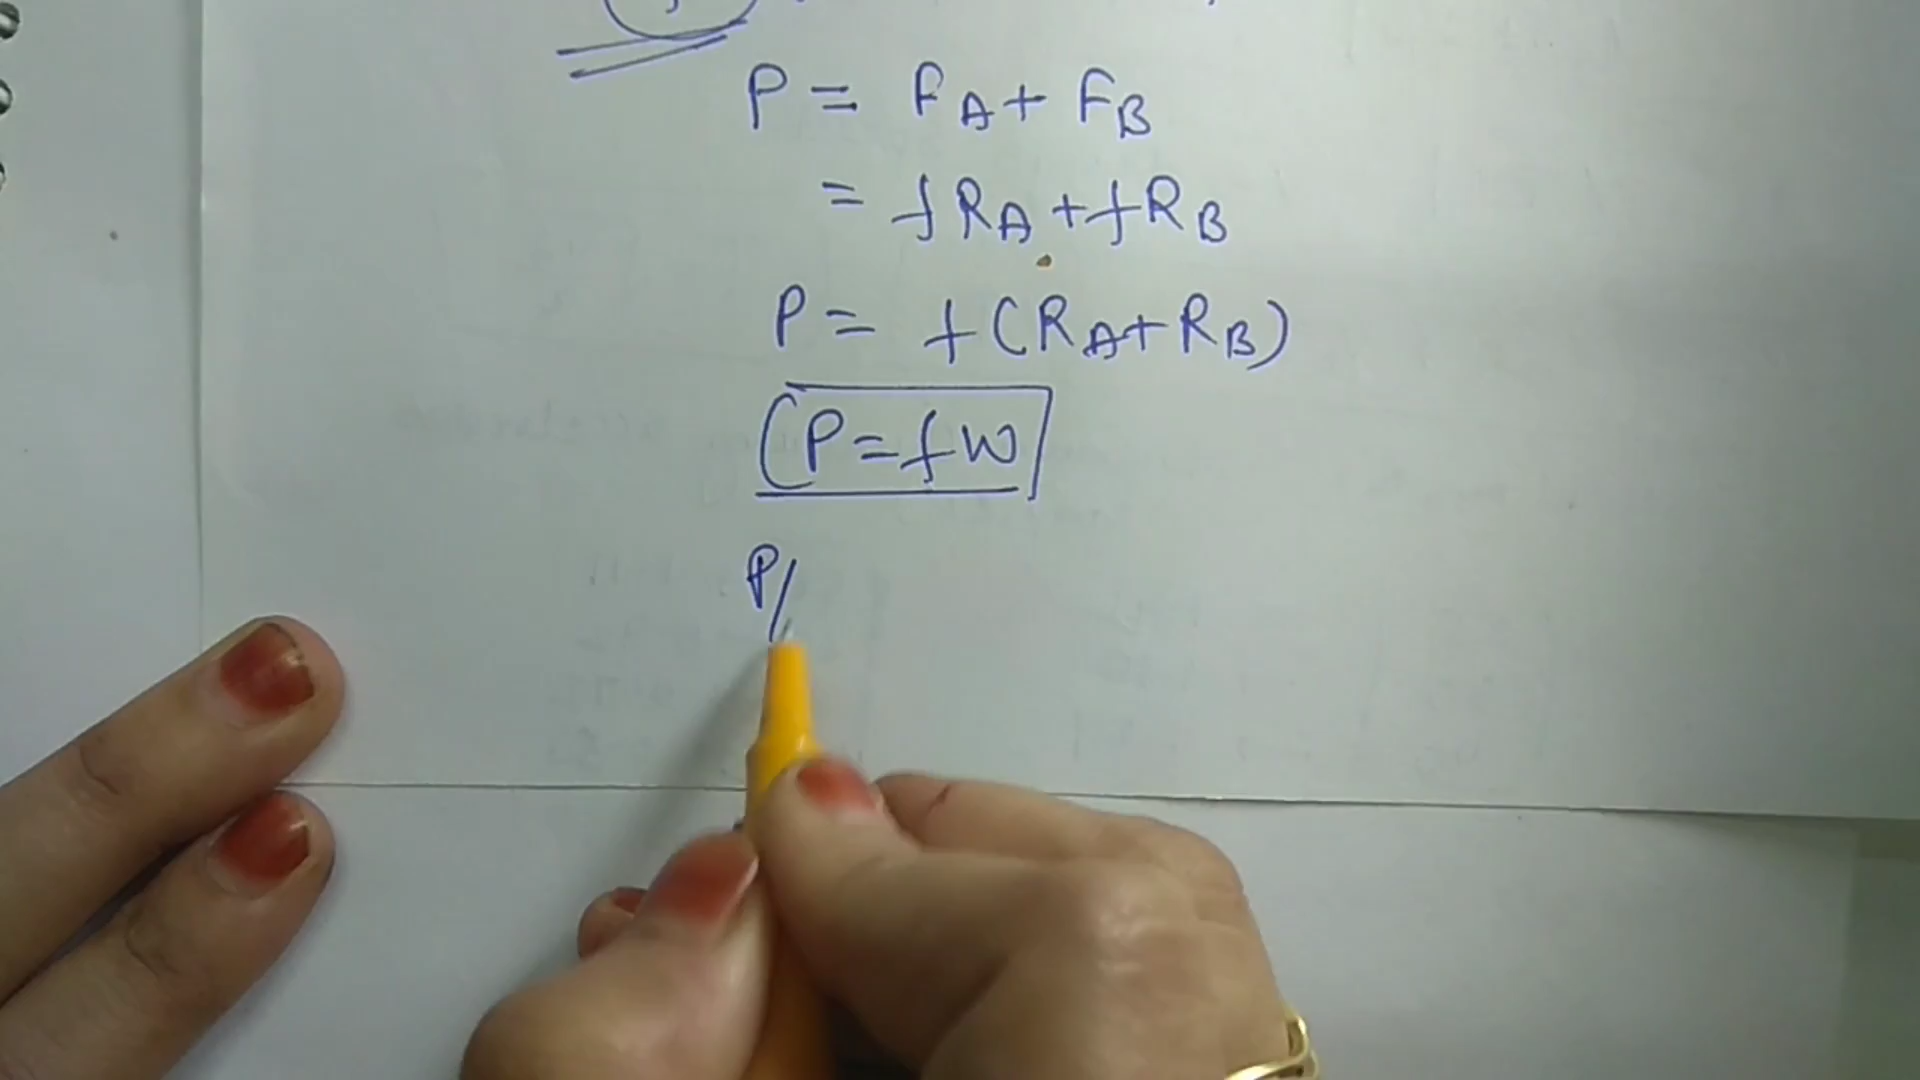 P = FA + FB
= fRA + fRB
P = f(RA + RB)
P = fW
P/